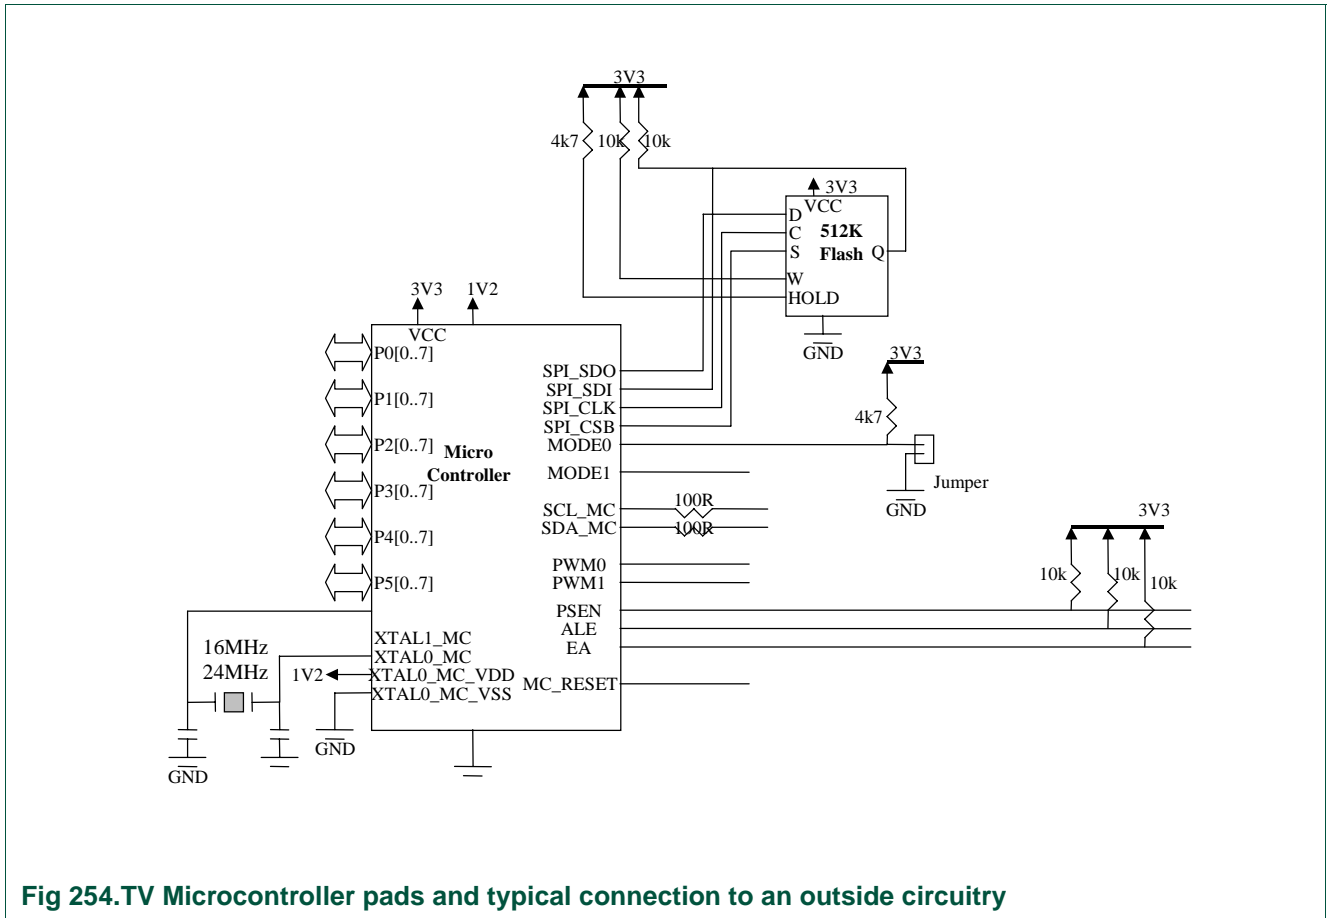 3V3
4k7 10k 10k
3V3
VCC
D
C
S
W
HOLD
512K
Flash
Q
GND
3V3 1V2
VCC
P0[0..7]
P1[0..7]
P2[0..7]
P3[0..7]
P4[0..7]
P5[0..7]
Micro
Controller
SPI_SDO
SPI_SDI
SPI_CLK
SPI_CSB
MODE0
MODE1
SCL_MC
SDA_MC
PWM0
PWM1
PSEN
ALE
EA
MC_RESET
100R
100R
3V3
4k7
Jumper
GND
3V3
10k 10k 10k
XTAL1_MC
XTAL0_MC
XTAL0_MC_VDD
XTAL0_MC_VSS
16MHz
24MHz
1V2
GND
GND
Fig 254.TV Microcontroller pads and typical connection to an outside circuitry